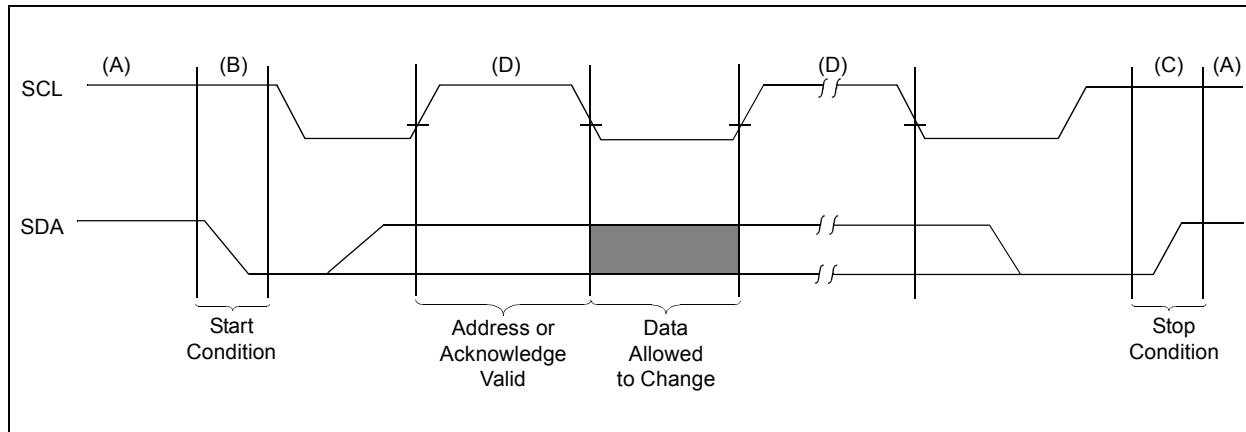 (A) (B) (D) (D) (C) (A)
SCL
SDA
Start
Condition
Address or
Acknowledge
Valid
Data
Allowed
to Change
Stop
Condition